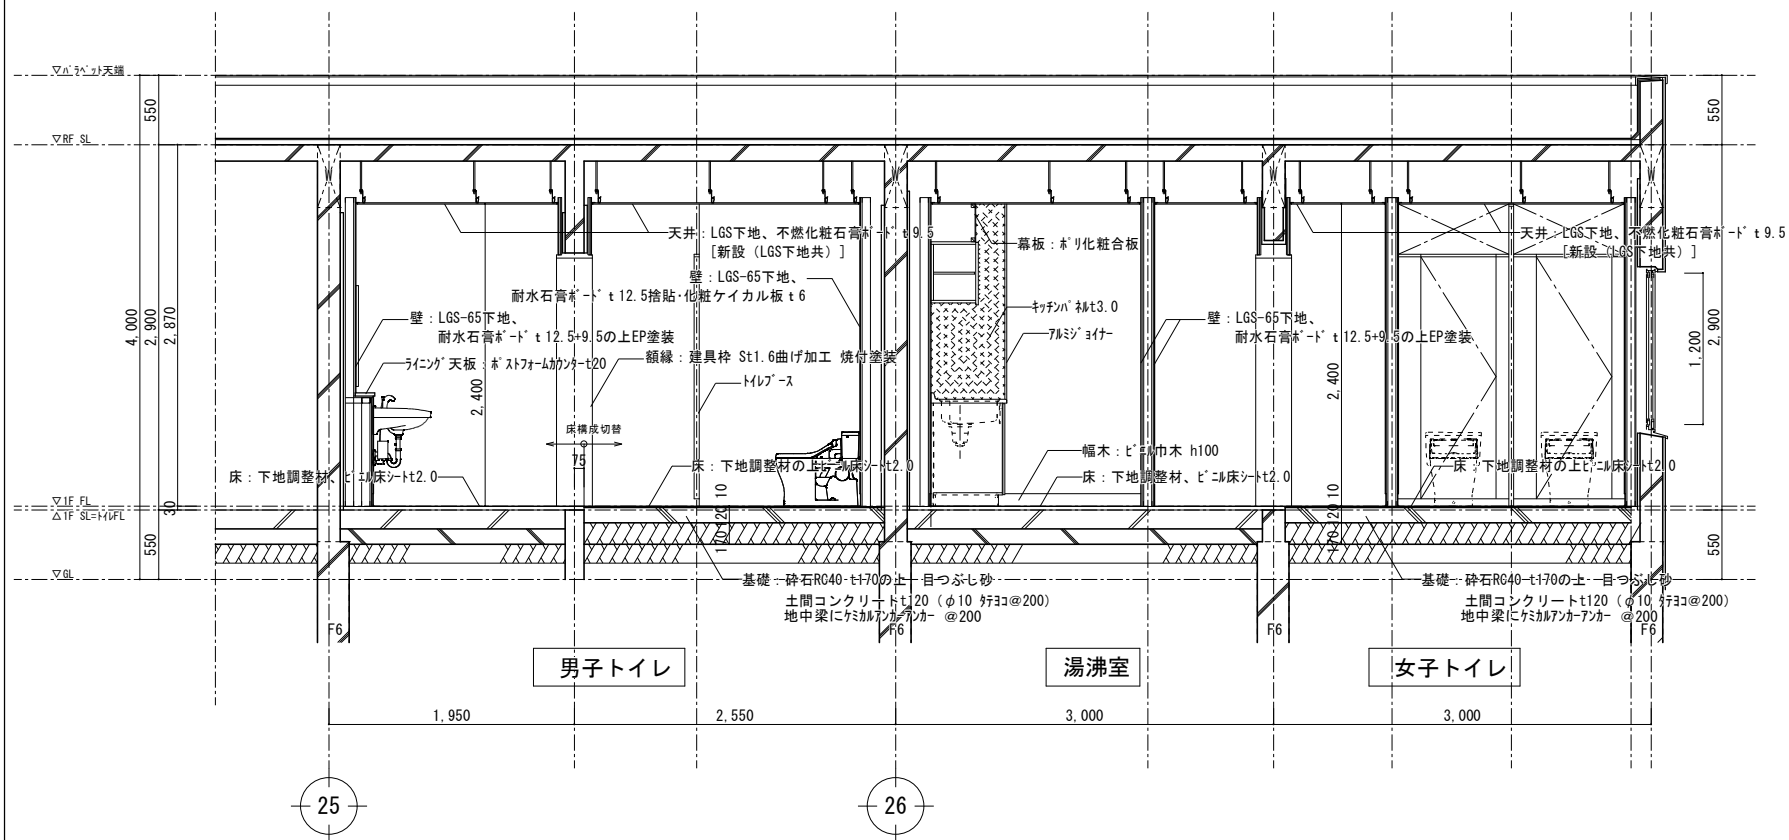 ▽パラペット天端
550
550
▽RF SL
天井：LGS下地、不燃化粧石膏ボード t9.5
［新設（LGS下地共）］
幕板：ポリ化粧合板
天井：LGS下地、不燃化粧石膏ボード t9.5
［新設（LGS下地共）］
壁：LGS-65下地、
耐水石膏ボード t12.5捨貼・化粧ケイカル板 t6
キッチンパネルt3.0
アルミジョイナー
4,000
2,900
2,870
壁：LGS-65下地、
耐水石膏ボード t12.5+9.5の上EP塗装
壁：LGS-65下地、
耐水石膏ボード t12.5+9.5の上EP塗装
1,200
2,900
ライニング天板：ポストフォームカウンターt20
額縁：建具枠 St1.6曲げ加工 焼付塗装
トイレブース
2,400
2,400
床構成切替
75
幅木：ビニル巾木 h100
床：下地調整材、ビニル床シートt2.0
床：下地調整材の上ビニル床シートt2.0
床：下地調整材、ビニル床シートt2.0
床：下地調整材の上ビニル床シートt2.0
▽1F FL
△1F SL=トイレFL
30
10
120
170
10
120
170
550
550
▽GL
基礎：砕石RC40 t170の上 目つぶし砂
土間コンクリートt120（φ10 タテヨコ@200）
地中梁にケミカルアンカーアンカー @200
基礎：砕石RC40 t170の上 目つぶし砂
土間コンクリートt120（φ10 タテヨコ@200）
地中梁にケミカルアンカーアンカー @200
F6
F6
F6
F6
男子トイレ
湯沸室
女子トイレ
1,950
2,550
3,000
3,000
25
26